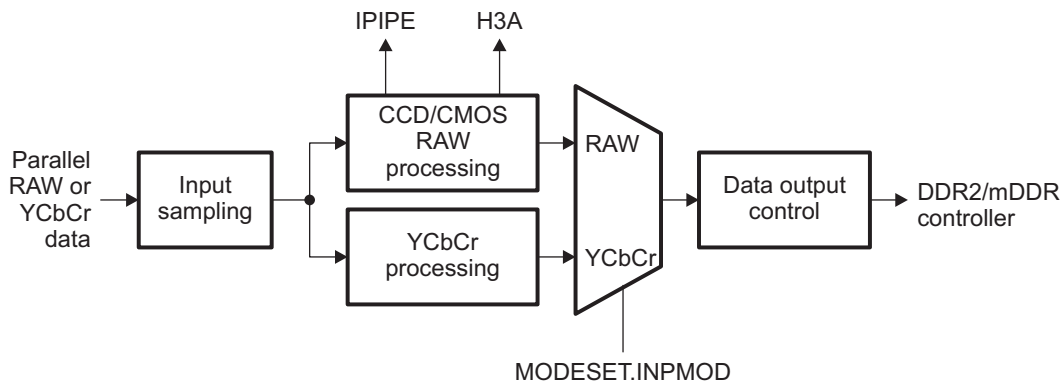 IPIPE
H3A
CCD/CMOS
RAW
processing
Parallel
RAW or
YCbCr
data
Input
sampling
YCbCr
processing
RAW
YCbCr
Data output
control
DDR2/mDDR
controller
MODESET.INPMOD